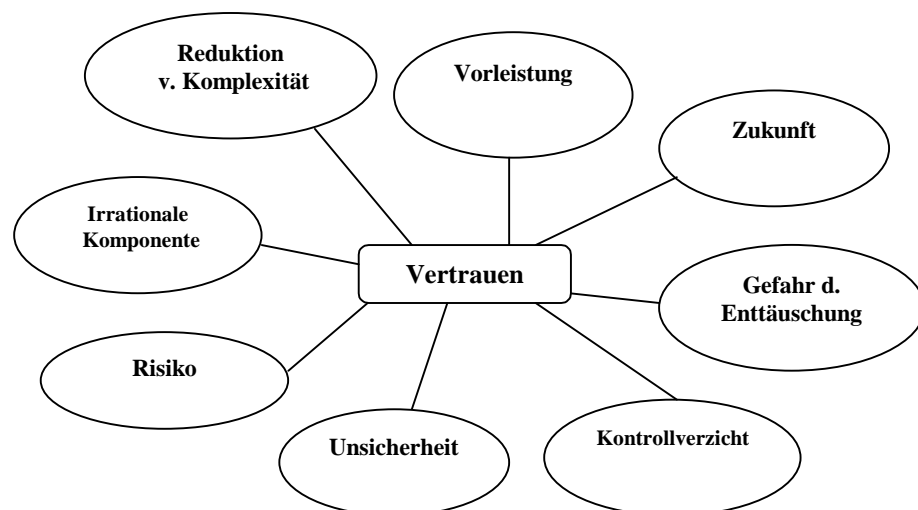 Reduktion
v. Komplexität
Vorleistung
Zukunft
Irrationale
Komponente
Vertrauen
Gefahr d.
Enttäuschung
Risiko
Unsicherheit
Kontrollverzicht